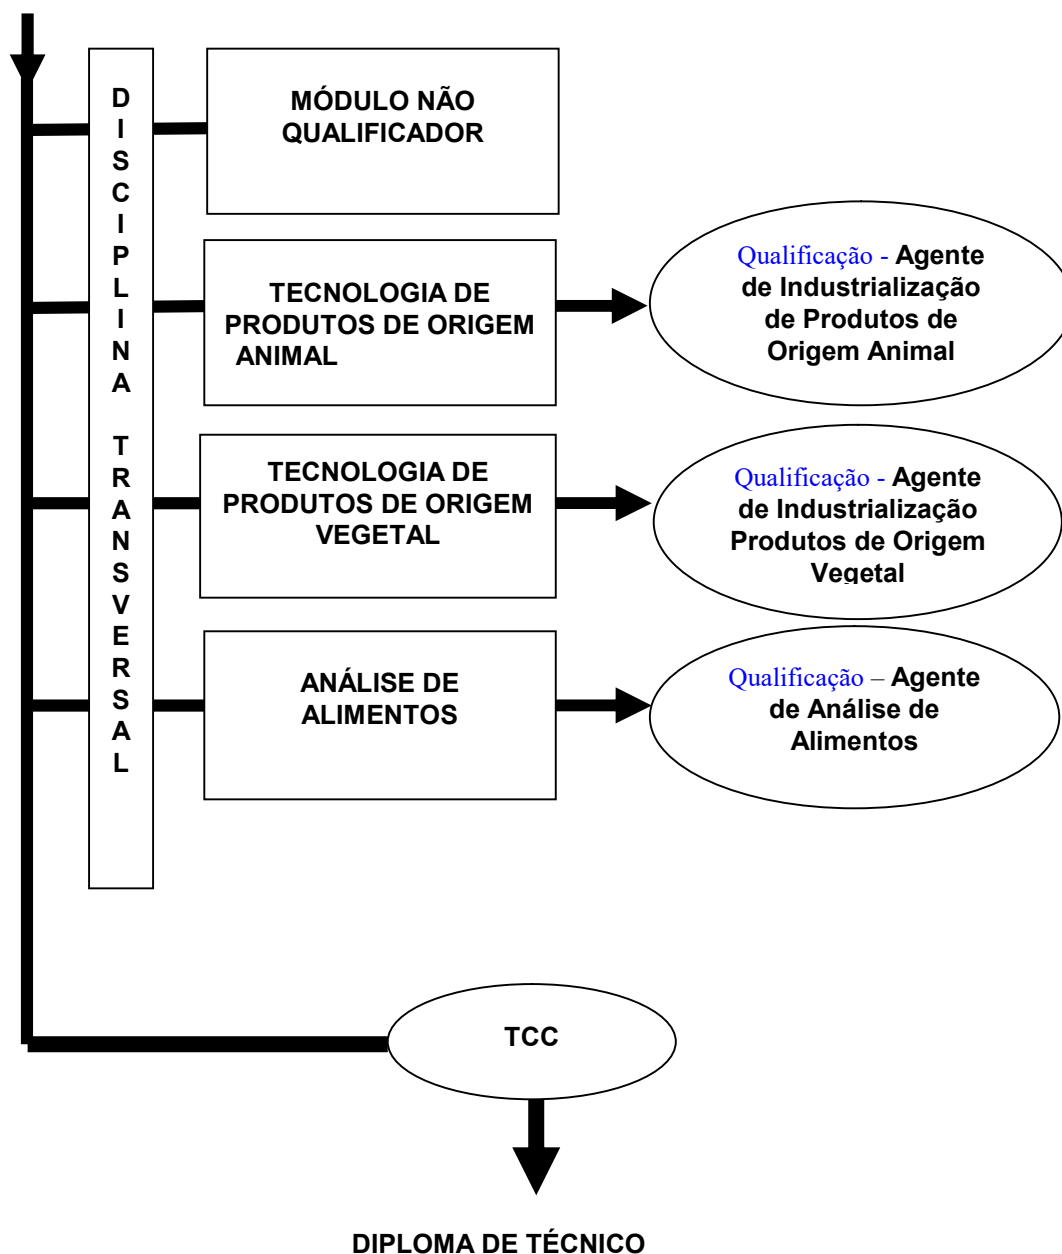 DISCIPLINA TRANSVERSAL
MÓDULO NÃO
QUALIFICADOR
TECNOLOGIA DE
PRODUTOS DE ORIGEM
ANIMAL
Qualificação - Agente
de Industrialização
de Produtos de
Origem Animal
TECNOLOGIA DE
PRODUTOS DE ORIGEM
VEGETAL
Qualificação - Agente
de Industrialização
Produtos de Origem
Vegetal
ANÁLISE DE
ALIMENTOS
Qualificação – Agente
de Análise de
Alimentos
TCC
DIPLOMA DE TÉCNICO